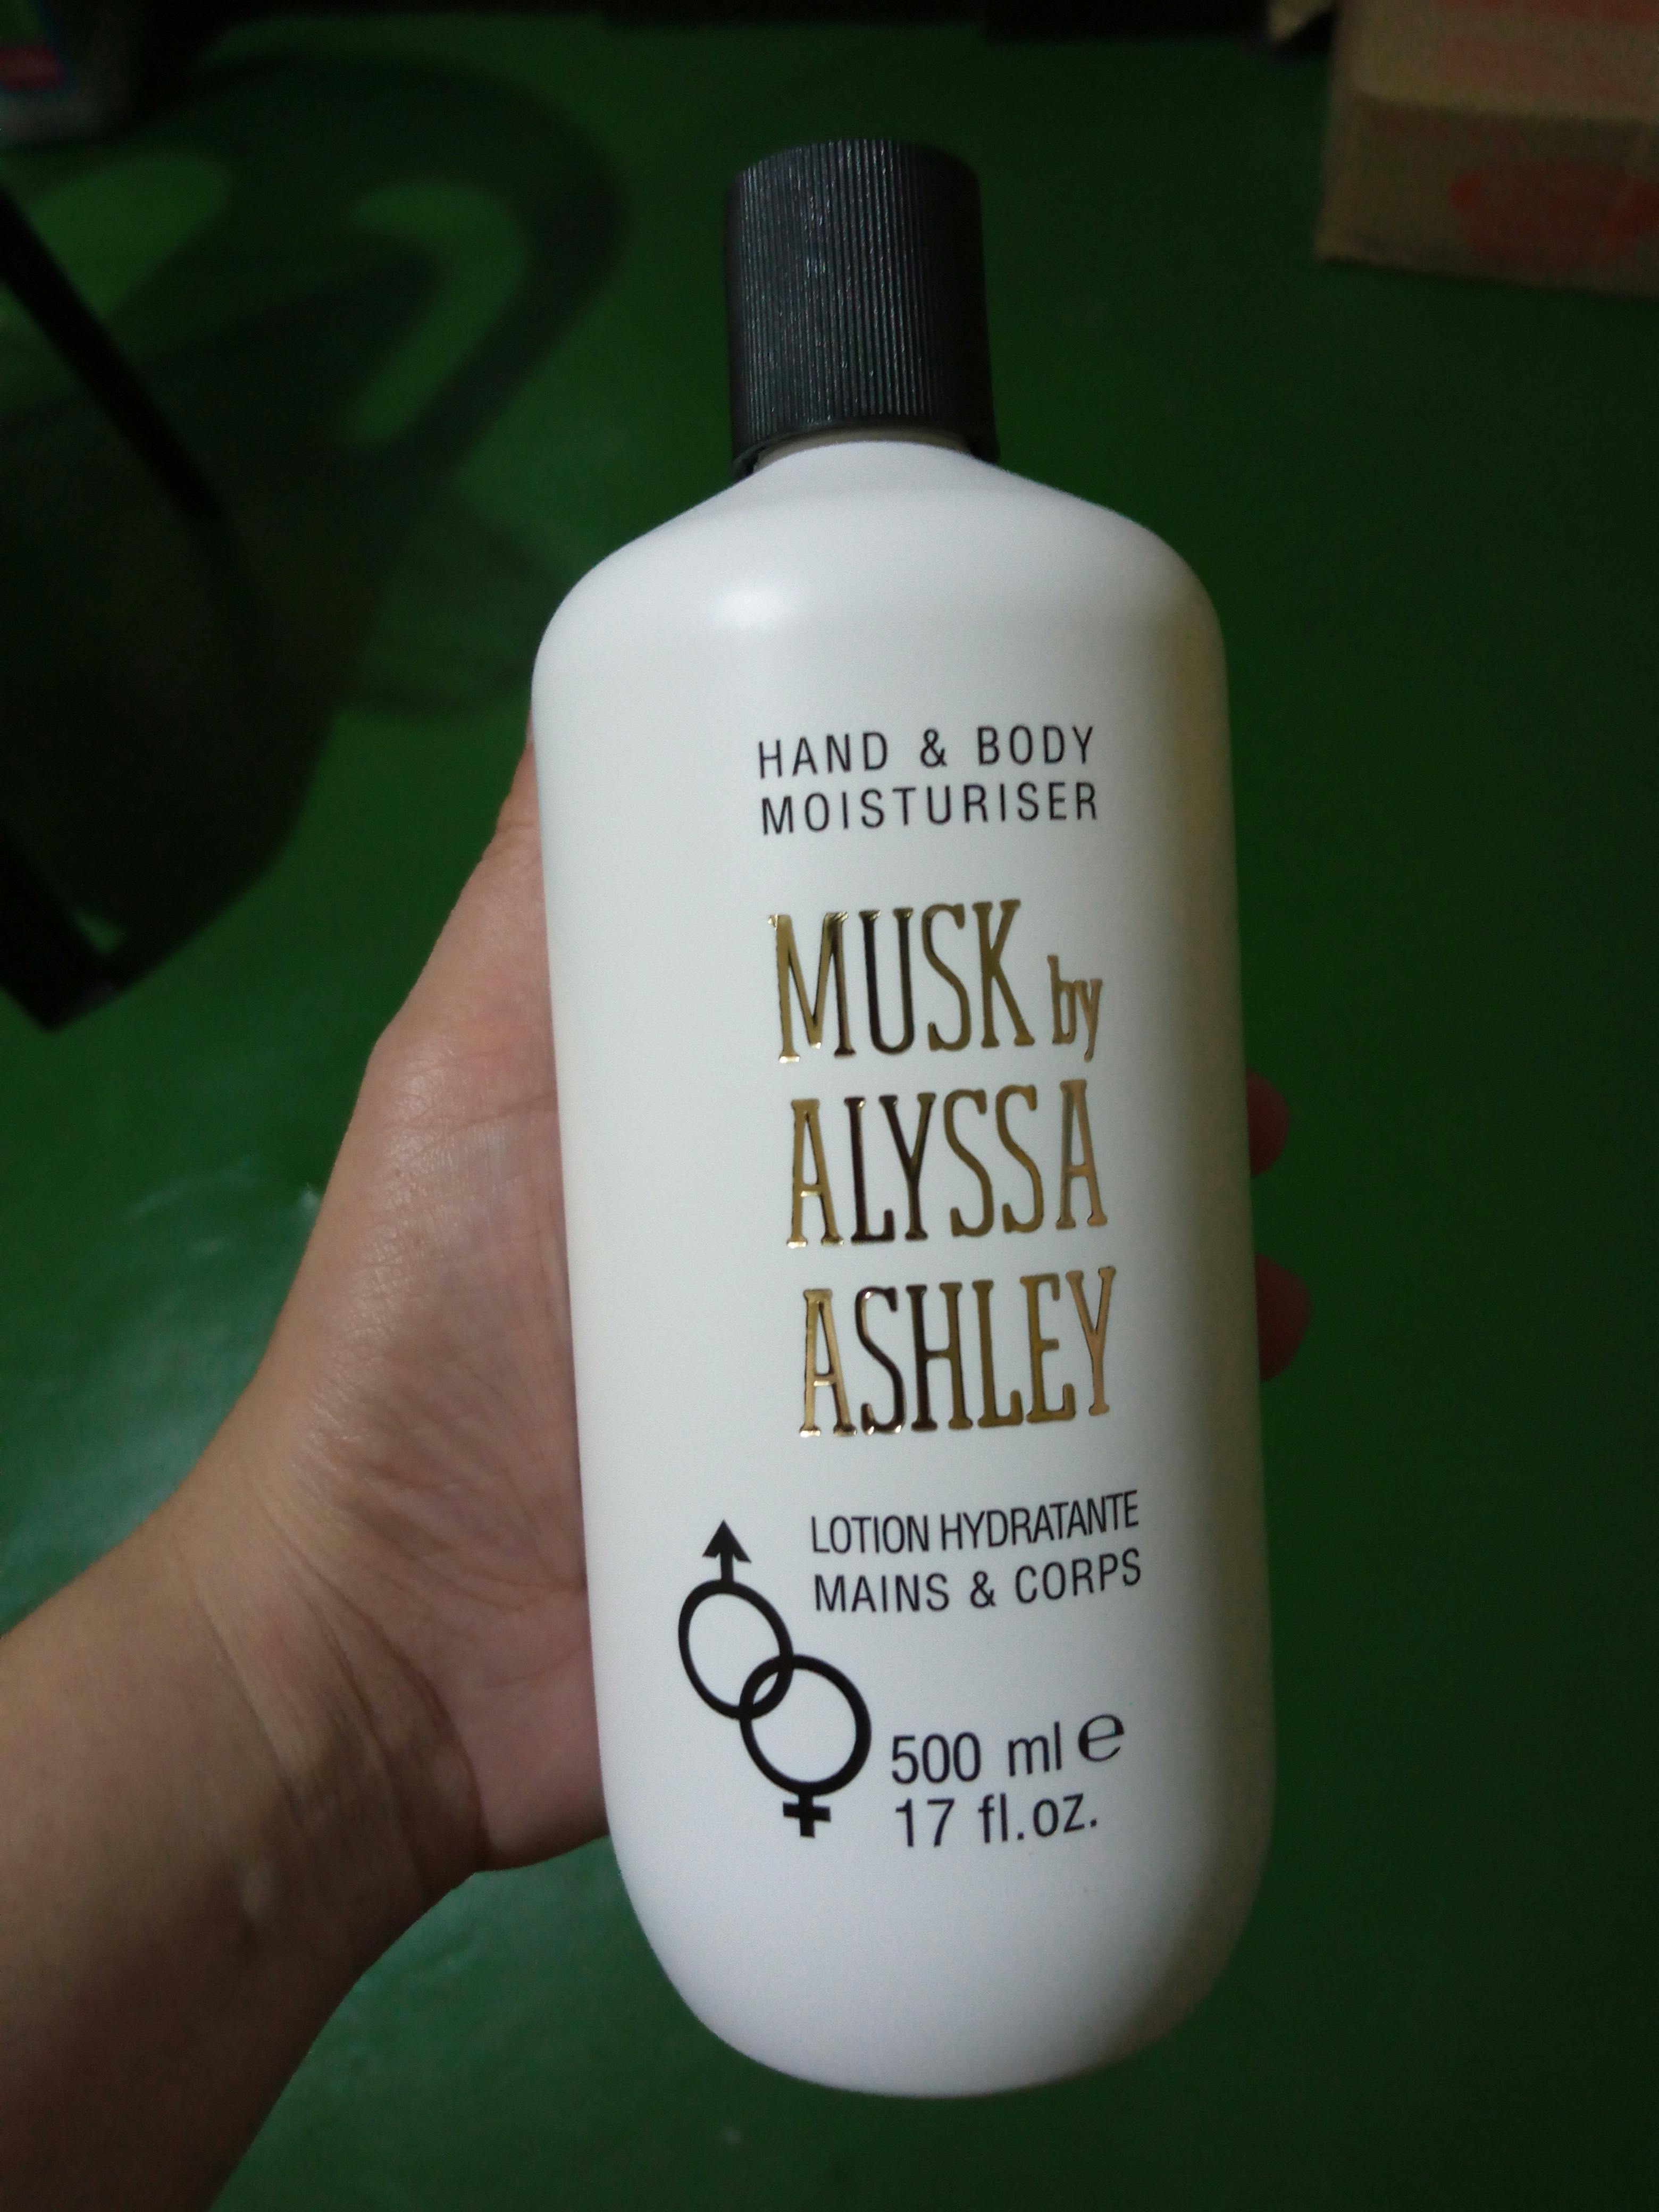 HAND & BODY
MOISTURISER
MUSK by
ALYSSA
ASHLEY
LOTION HYDRATANTE
MAINS & CORPS
500 ml e
17 fl.oz.